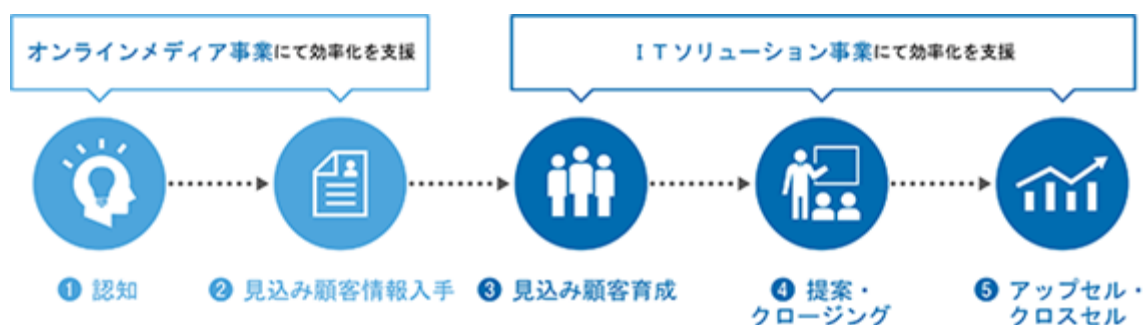 オンラインメディア事業にて効率化を支援
ITソリューション事業にて効率化を支援
❶ 認知
❷ 見込み顧客情報入手
❸ 見込み顧客育成
❹ 提案・
クロージング
❺ アップセル・
クロスセル